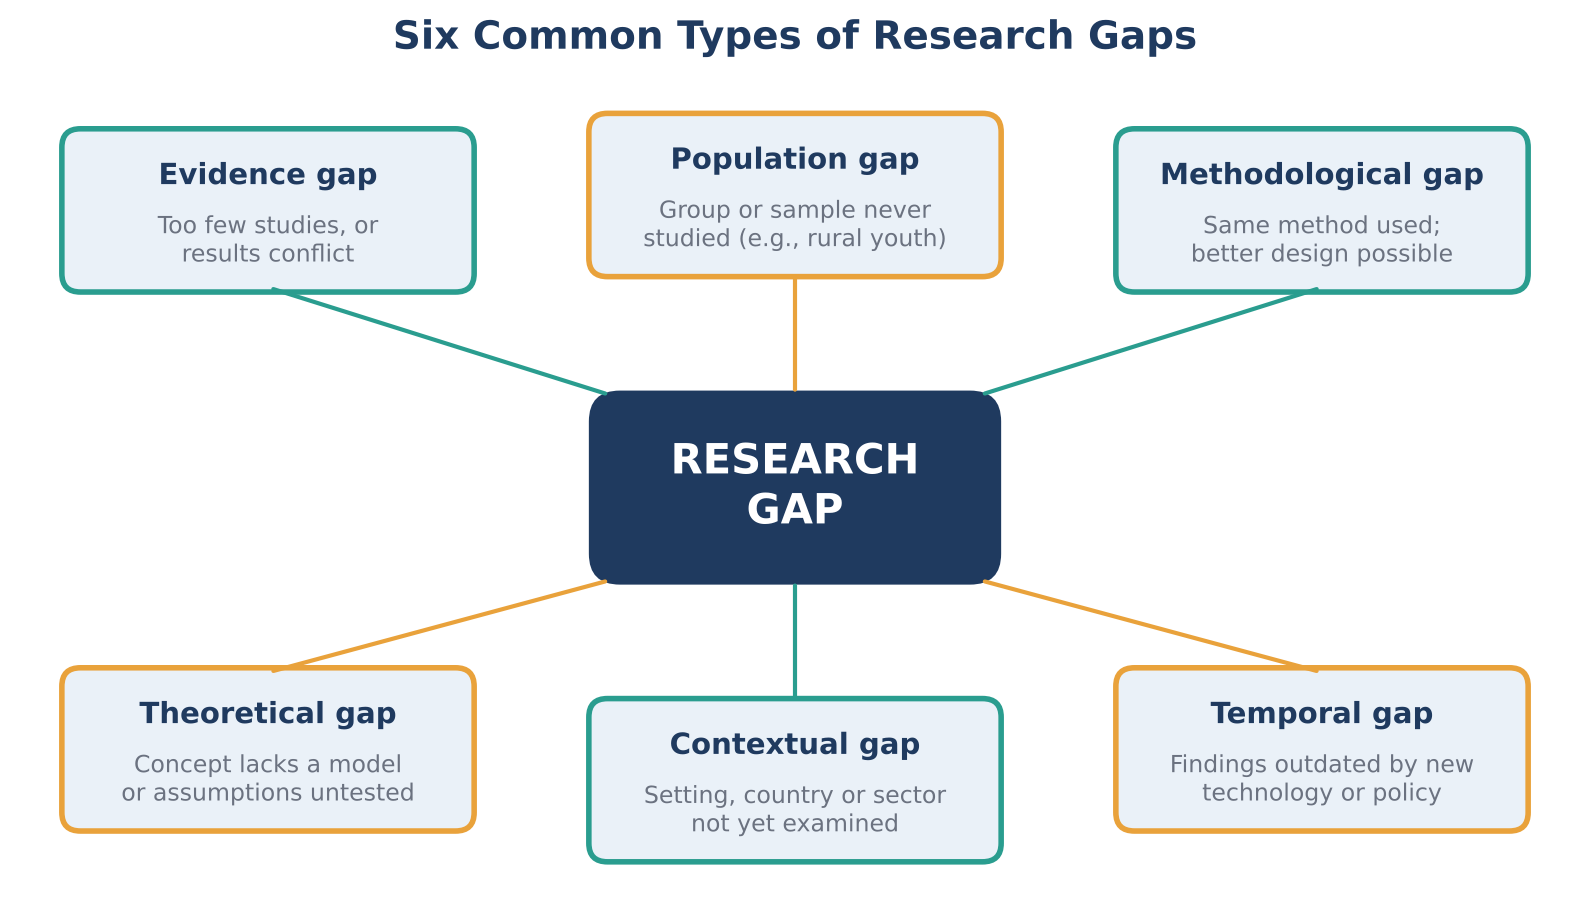 Six Common Types of Research Gaps
Evidence gap
Too few studies, or
results conflict
Population gap
Group or sample never
studied (e.g., rural youth)
Methodological gap
Same method used;
better design possible
RESEARCH
GAP
Theoretical gap
Concept lacks a model
or assumptions untested
Contextual gap
Setting, country or sector
not yet examined
Temporal gap
Findings outdated by new
technology or policy